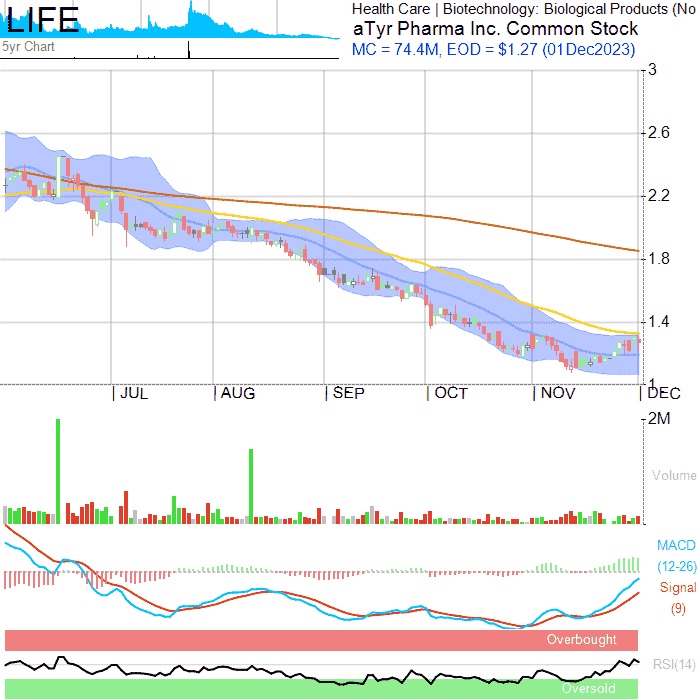 LIFE
5yr Chart
Health Care | Biotechnology: Biological Products (No
aTyr Pharma Inc. Common Stock
MC = 74.4M, EOD = $1.27 (01Dec2023)
3
2.6
2.2
1.8
1.4
1
JUL AUG SEP OCT NOV DEC
2M
Volume
MACD
(12-26)
Signal
(9)
Overbought
RSI(14)
Oversold